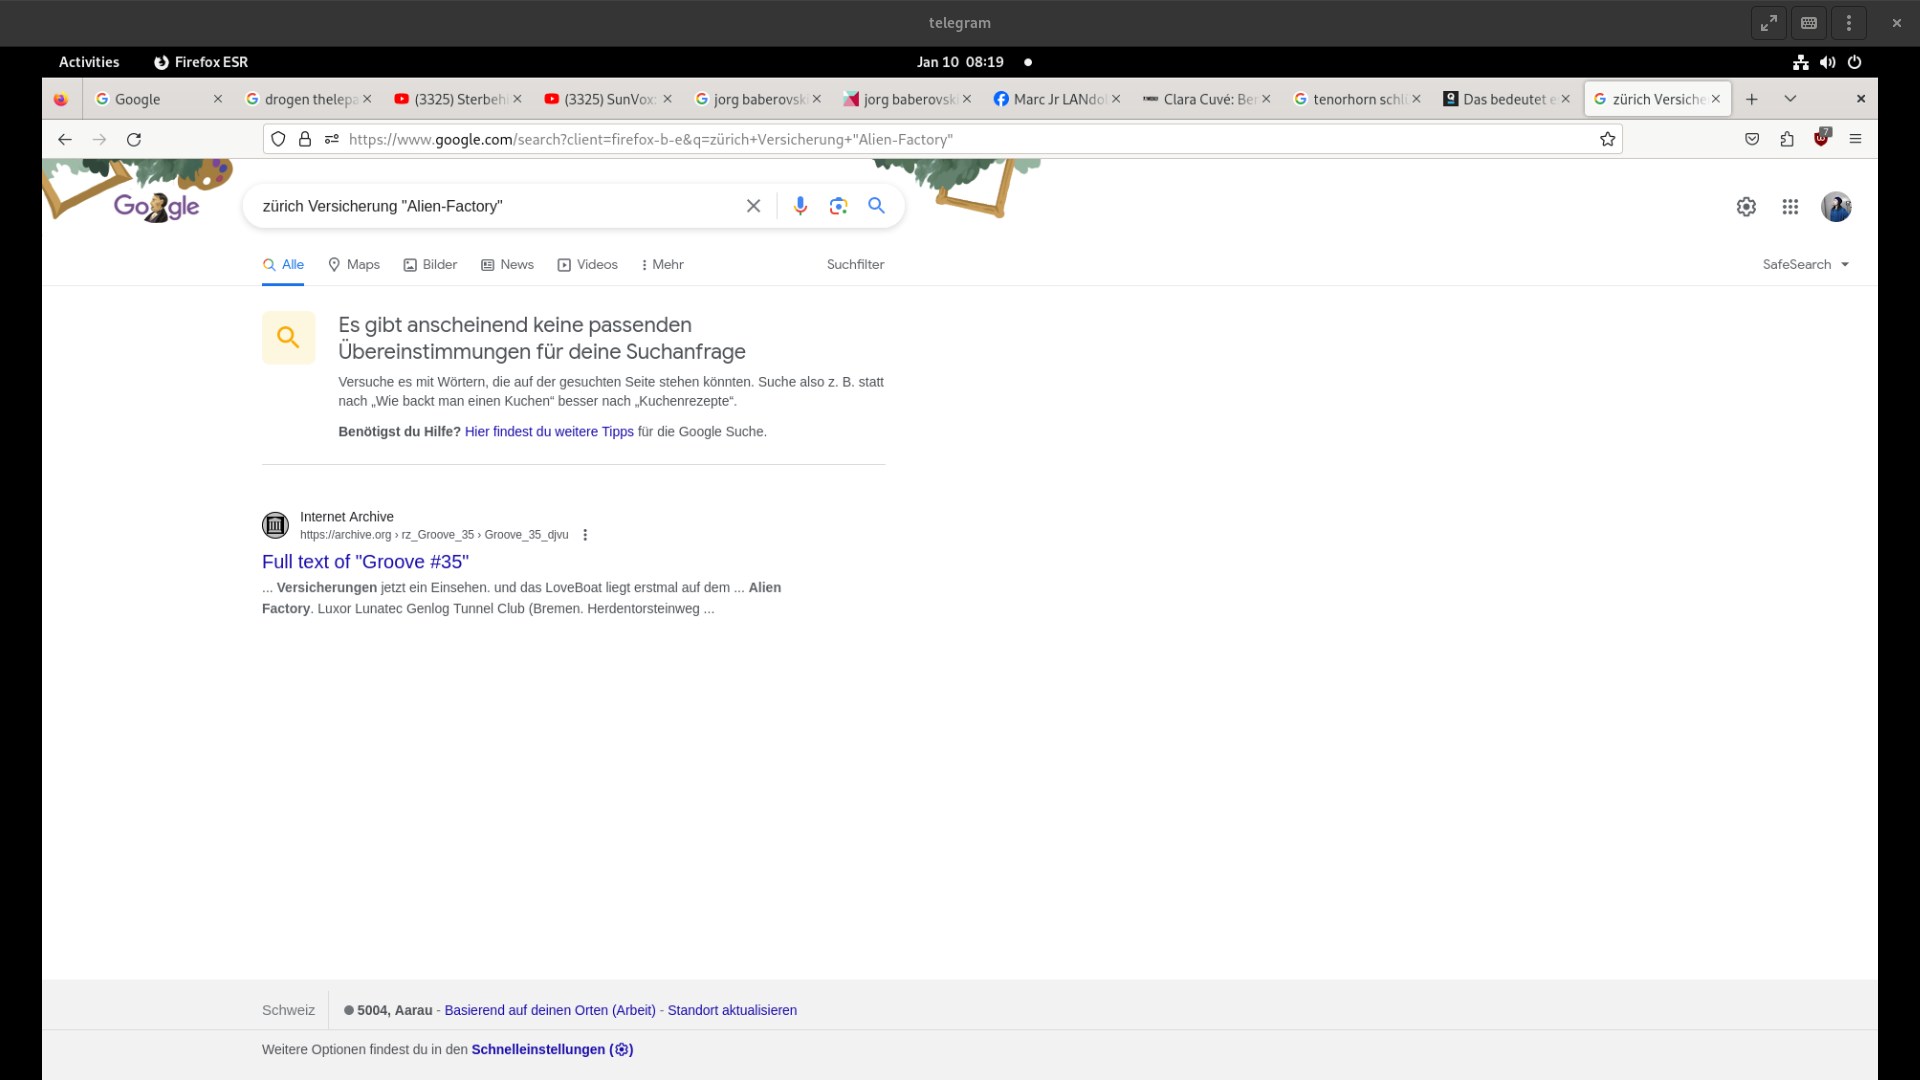 telegram
Activities
Firefox ESR
Jan 10 08:19
Google
drogen thelepa
(3325) Sterbeh
(3325) SunVox:
jorg baberovski
jorg baberovski
Marc Jr LANdol
Clara Cuvé: Ber
tenorhorn schl
Das bedeutet e
zürich Versiche
https://www.google.com/search?client=firefox-b-e&q=zürich+Versicherung+"Alien-Factory"
7
Google
zürich Versicherung "Alien-Factory"
Alle
Maps
Bilder
News
Videos
Mehr
Suchfilter
SafeSearch
Es gibt anscheinend keine passenden
Übereinstimmungen für deine Suchanfrage
Versuche es mit Wörtern, die auf der gesuchten Seite stehen könnten. Suche also z. B. statt
nach „Wie backt man einen Kuchen“ besser nach „Kuchenrezepte“.
Benötigst du Hilfe? Hier findest du weitere Tipps für die Google Suche.
Internet Archive
https://archive.org › rz_Groove_35 › Groove_35_djvu
Full text of "Groove #35"
... Versicherungen jetzt ein Einsehen. und das LoveBoat liegt erstmal auf dem ... Alien
Factory. Luxor Lunatec Genlog Tunnel Club (Bremen. Herdentorsteinweg ...
Schweiz
5004, Aarau - Basierend auf deinen Orten (Arbeit) - Standort aktualisieren
Weitere Optionen findest du in den Schnelleinstellungen ()